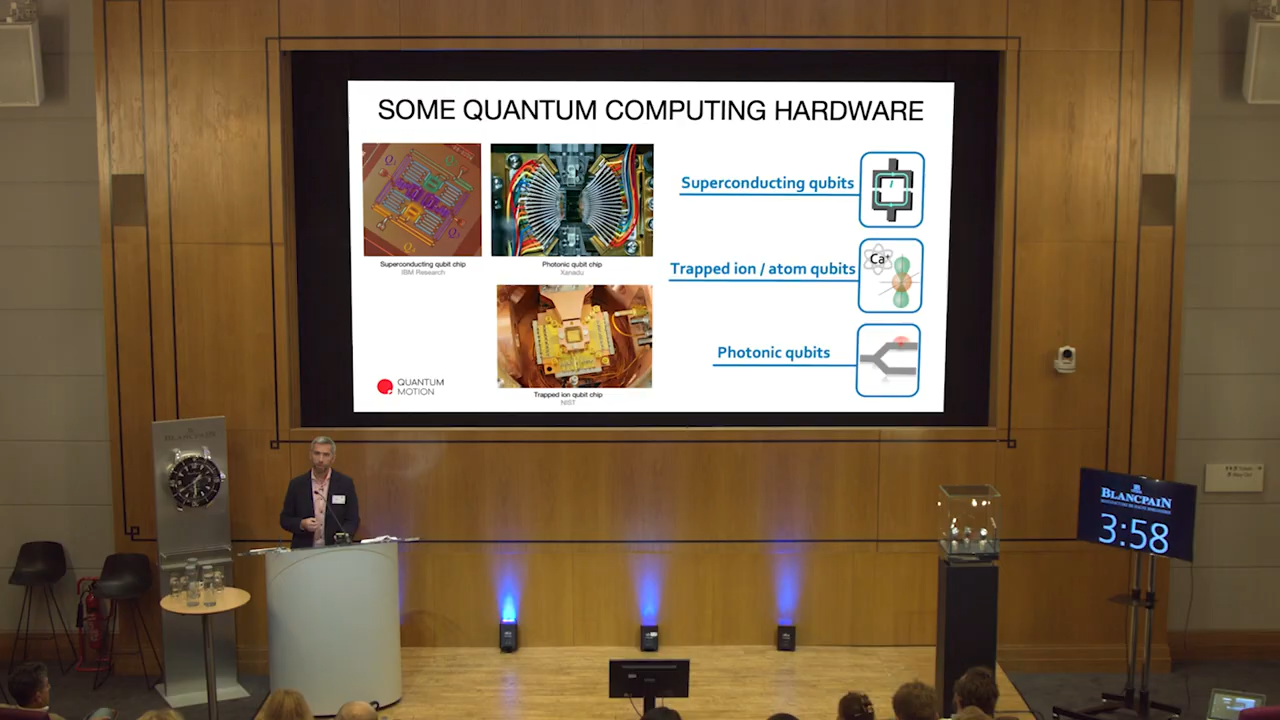 SOME QUANTUM COMPUTING HARDWARE
Superconducting qubit chip
IBM Research
Photonic qubit chip
Xanadu
Trapped ion qubit chip
NIST
Superconducting qubits
Trapped ion / atom qubits
Ca⁺
Photonic qubits
QUANTUM
MOTION
BLANCPAIN
BLANCPAIN
3:58